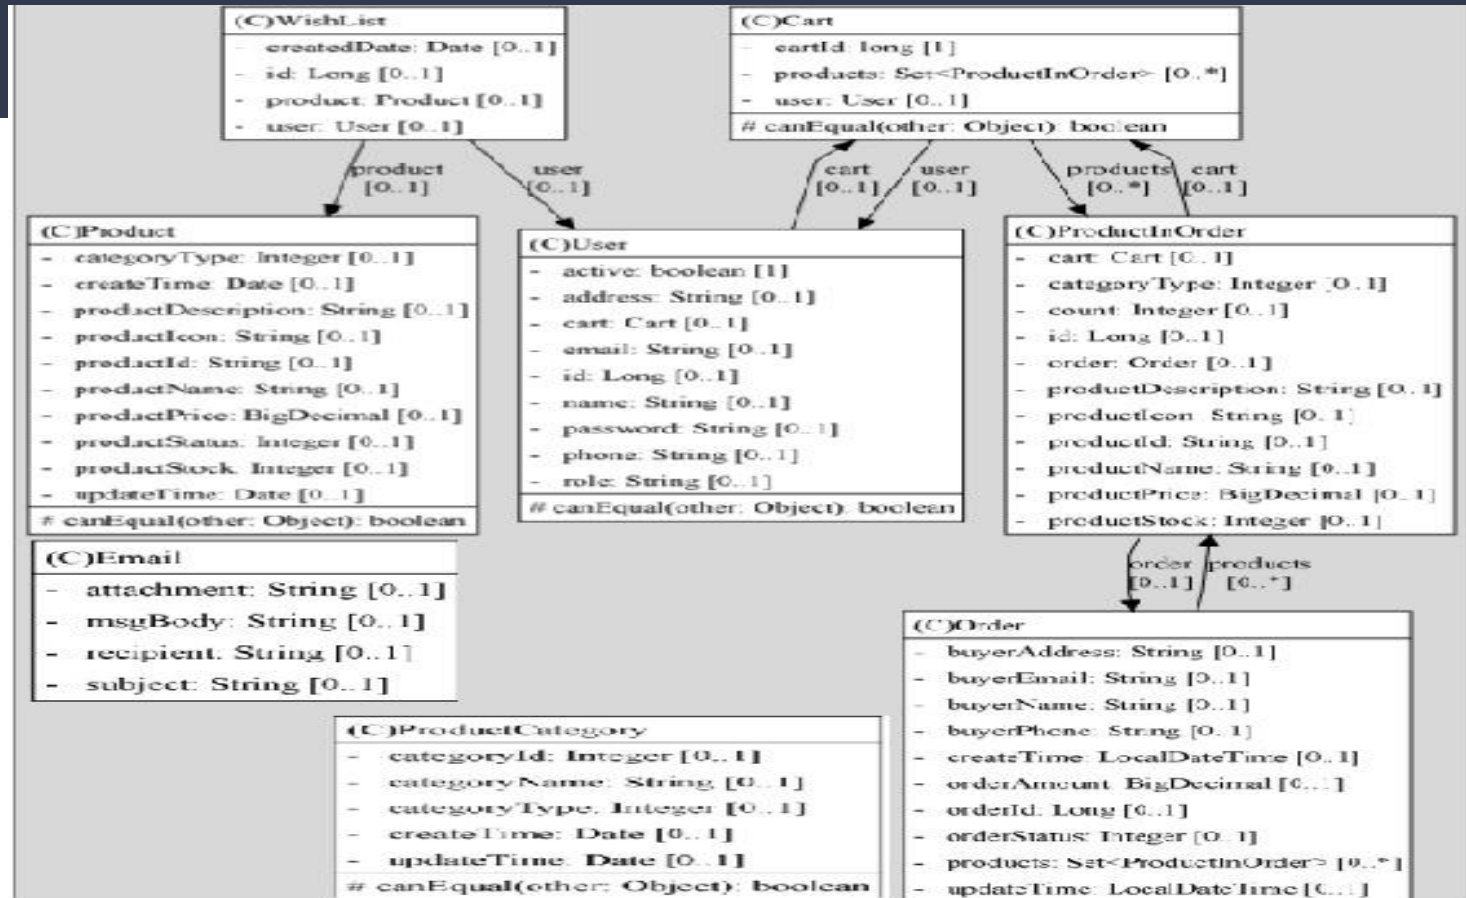 (C)WishList
- createdDate: Date [0..1]
- id: Long [0..1]
- product: Product [0..1]
- user: User [0..1]
(C)Cart
- cartId: long [1]
- products: Set<ProductInOrder> [0..*]
- user: User [0..1]
# canEqual(other: Object): boolean
product
[0..1]
user
[0..1]
cart
[0..1]
user
[0..1]
products
[0..*]
cart
[0..1]
(C)Product
- categoryType: Integer [0..1]
- createTime: Date [0..1]
- productDescription: String [0..1]
- productIcon: String [0..1]
- productId: String [0..1]
- productName: String [0..1]
- productPrice: BigDecimal [0..1]
- productStatus: Integer [0..1]
- productStock: Integer [0..1]
- updateTime: Date [0..1]
# canEqual(other: Object): boolean
(C)User
- active: boolean [1]
- address: String [0..1]
- cart: Cart [0..1]
- email: String [0..1]
- id: Long [0..1]
- name: String [0..1]
- password: String [0..1]
- phone: String [0..1]
- role: String [0..1]
# canEqual(other: Object): boolean
(C)ProductInOrder
- cart: Cart [0..1]
- categoryType: Integer [0..1]
- count: Integer [0..1]
- id: Long [0..1]
- order: Order [0..1]
- productDescription: String [0..1]
- productIcon: String [0..1]
- productId: String [0..1]
- productName: String [0..1]
- productPrice: BigDecimal [0..1]
- productStock: Integer [0..1]
order
[0..1]
products
[0..*]
(C)Email
- attachment: String [0..1]
- msgBody: String [0..1]
- recipient: String [0..1]
- subject: String [0..1]
(C)ProductCategory
- categoryId: Integer [0..1]
- categoryName: String [0..1]
- categoryType: Integer [0..1]
- createTime: Date [0..1]
- updateTime: Date [0..1]
# canEqual(other: Object): boolean
(C)Order
- buyerAddress: String [0..1]
- buyerEmail: String [0..1]
- buyerName: String [0..1]
- buyerPhone: String [0..1]
- createTime: LocalDateTime [0..1]
- orderAmount: BigDecimal [0..1]
- orderId: Long [0..1]
- orderStatus: Integer [0..1]
- products: Set<ProductInOrder> [0..*]
- updateTime: LocalDateTime [0..1]